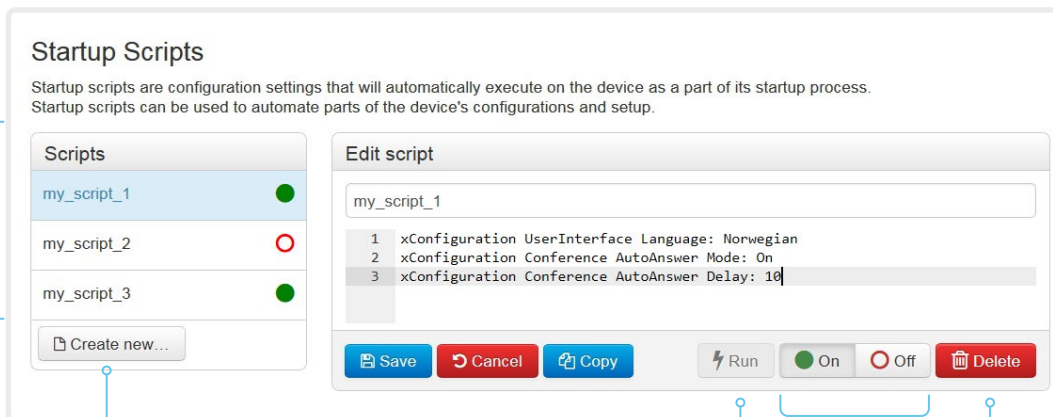 Startup Scripts
Startup scripts are configuration settings that will automatically execute on the device as a part of its startup process.
Startup scripts can be used to automate parts of the device's configurations and setup.
Scripts
my_script_1
my_script_2
my_script_3
Create new...
Edit script
my_script_1
1 xConfiguration UserInterface Language: Norwegian
2 xConfiguration Conference AutoAnswer Mode: On
3 xConfiguration Conference AutoAnswer Delay: 10
Save Cancel Copy Run On Off Delete